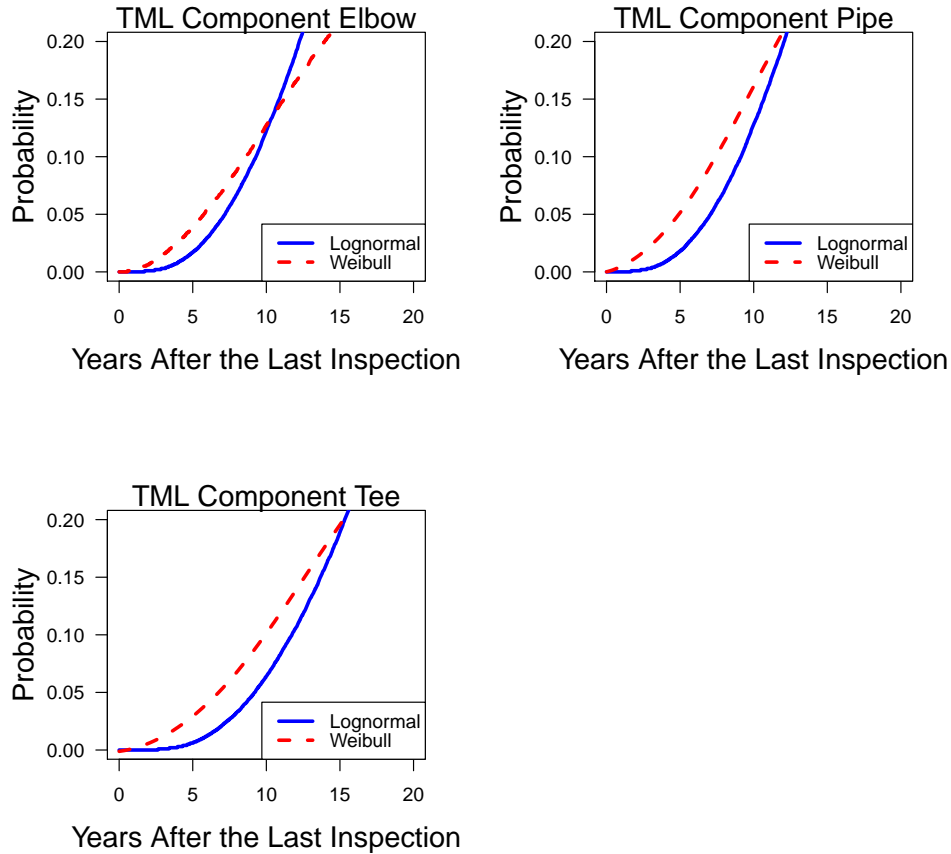 TML Component Elbow
Probability
0.20
0.15
0.10
0.05
0.00
Lognormal
Weibull
0 5 10 15 20
Years After the Last Inspection
TML Component Pipe
Probability
0.20
0.15
0.10
0.05
0.00
Lognormal
Weibull
0 5 10 15 20
Years After the Last Inspection
TML Component Tee
Probability
0.20
0.15
0.10
0.05
0.00
Lognormal
Weibull
0 5 10 15 20
Years After the Last Inspection